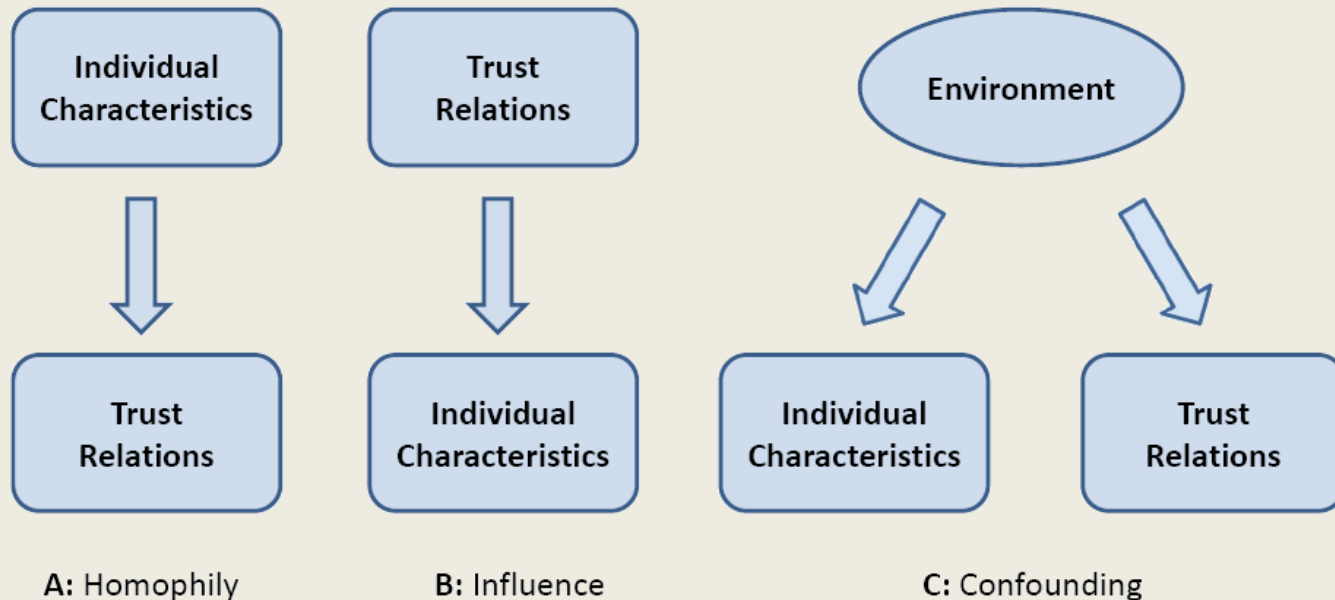 Individual
Characteristics
Trust
Relations
A: Homophily
Trust
Relations
Individual
Characteristics
B: Influence
Environment
Individual
Characteristics
Trust
Relations
C: Confounding